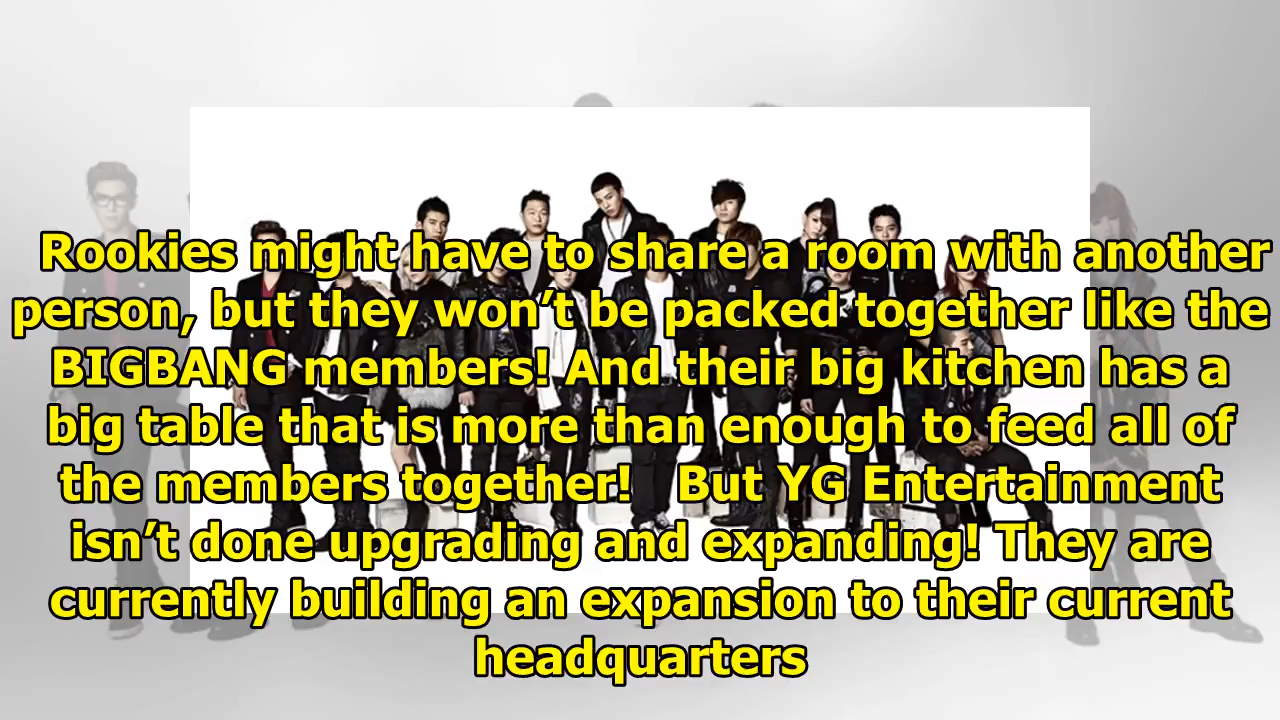 Rookies might have to share a room with another
person, but they won’t be packed together like the
BIGBANG members! And their big kitchen has a
big table that is more than enough to feed all of
the members together!   But YG Entertainment
isn’t done upgrading and expanding! They are
currently building an expansion to their current
headquarters